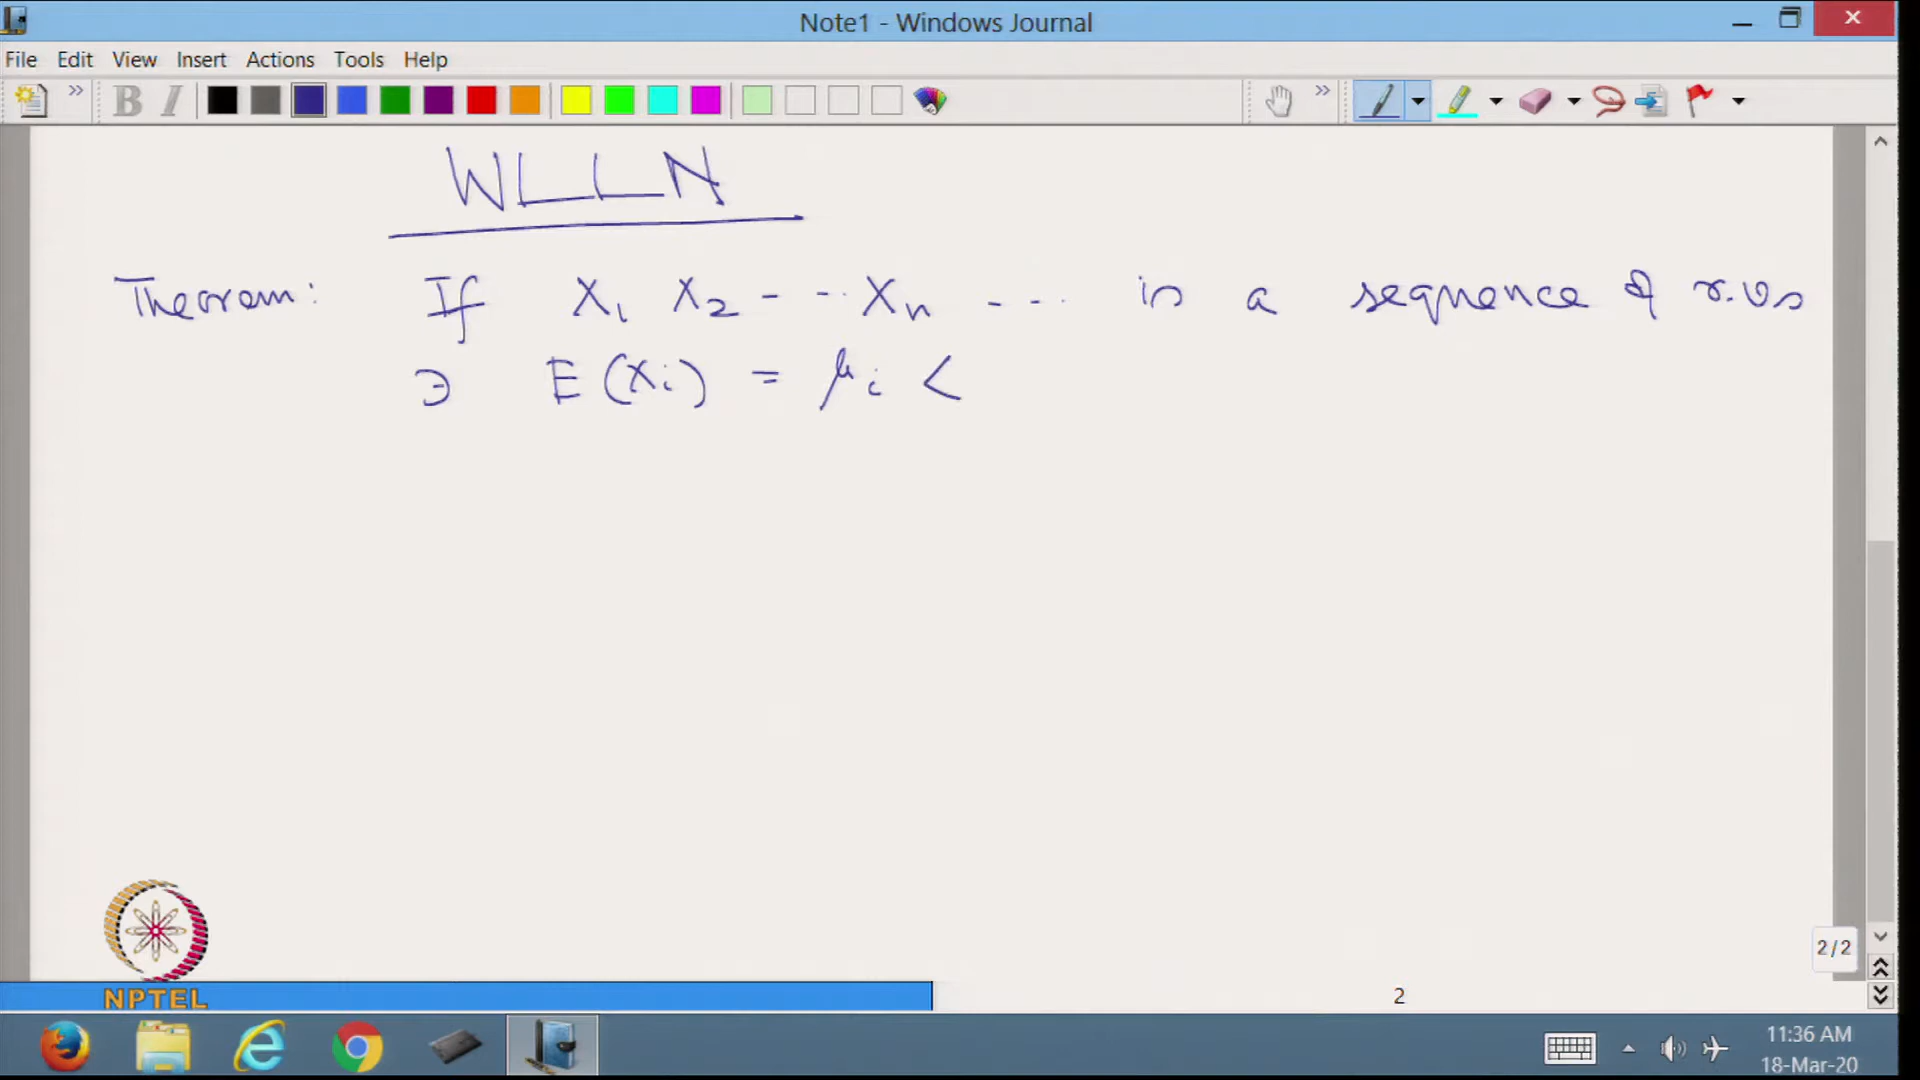 Note1 - Windows Journal
File Edit View Insert Actions Tools Help
B I
WLLN
Theorem: If X₁ X₂ - - ·· Xₙ - - -· is a sequence of r.vs
∋ E(Xᵢ) = μᵢ <
2/2
NPTEL
2
11:36 AM
18-Mar-20